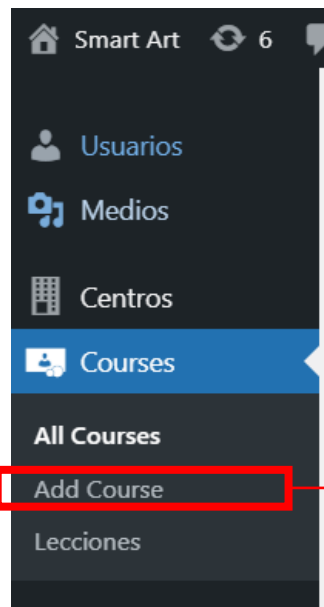 Smart Art 6
Usuarios
Medios
Centros
Courses
All Courses
Add Course
Lecciones